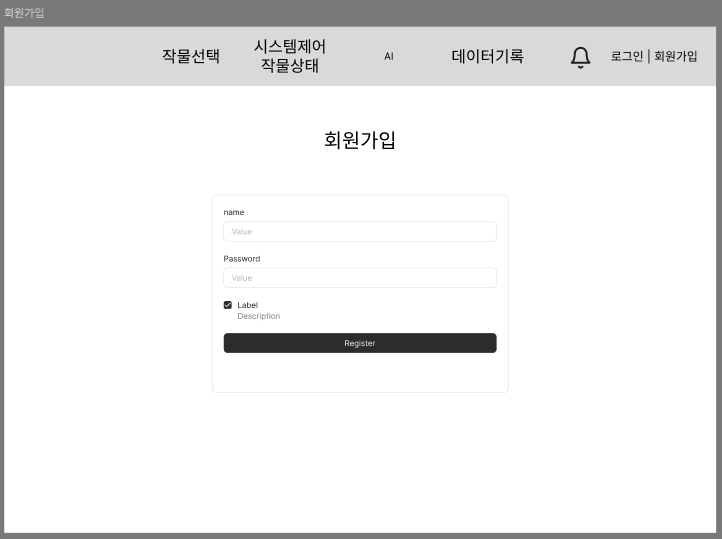 회원가입
작물선택
시스템제어
작물상태
AI
데이터기록
로그인 | 회원가입
회원가입
name
Value
Password
Value
Label
Description
Register